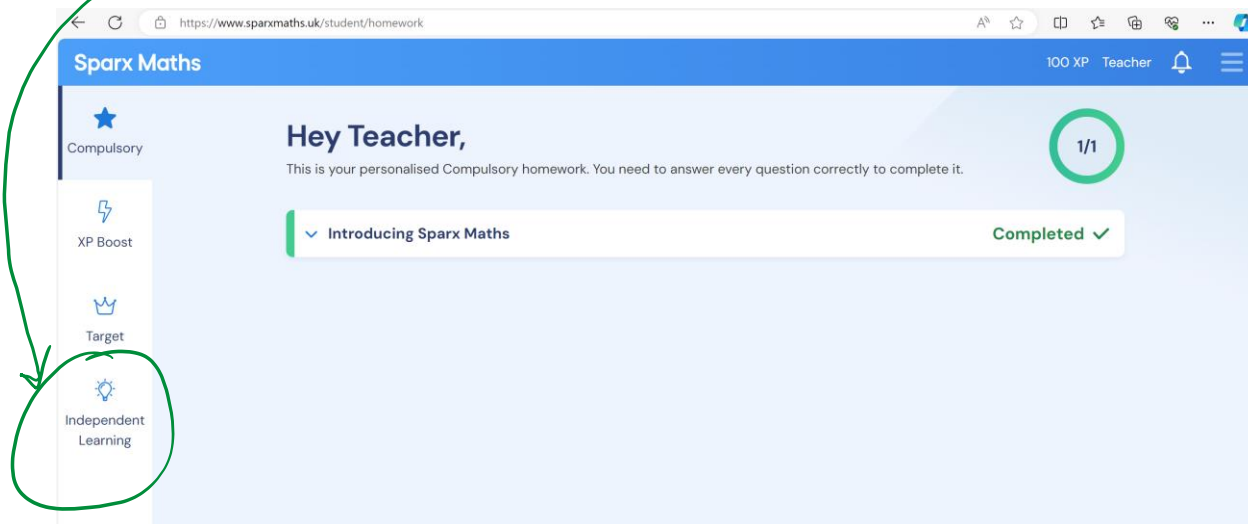 https://www.sparxmaths.uk/student/homework
Sparx Maths
100 XP Teacher
Compulsory
XP Boost
Target
Independent
Learning
Hey Teacher,
This is your personalised Compulsory homework. You need to answer every question correctly to complete it.
1/1
Introducing Sparx Maths
Completed